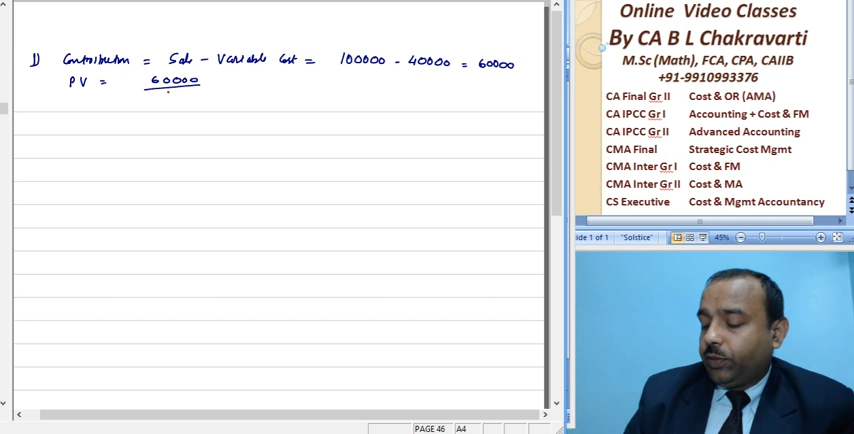 1) Contribution = Sale - Variable Cost = 100000 - 40000 = 60000
PV = 60000
PAGE 46 A4
Online Video Classes
By CA B L Chakravarti
M.Sc (Math), FCA, CPA, CAIIB
+91-9910993376
CA Final Gr II Cost & OR (AMA)
CA IPCC Gr I Accounting + Cost & FM
CA IPCC Gr II Advanced Accounting
CMA Final Strategic Cost Mgmt
CMA Inter Gr I Cost & FM
CMA Inter Gr II Cost & MA
CS Executive Cost & Mgmt Accountancy
ide 1 of 1 "Solstice" 45%